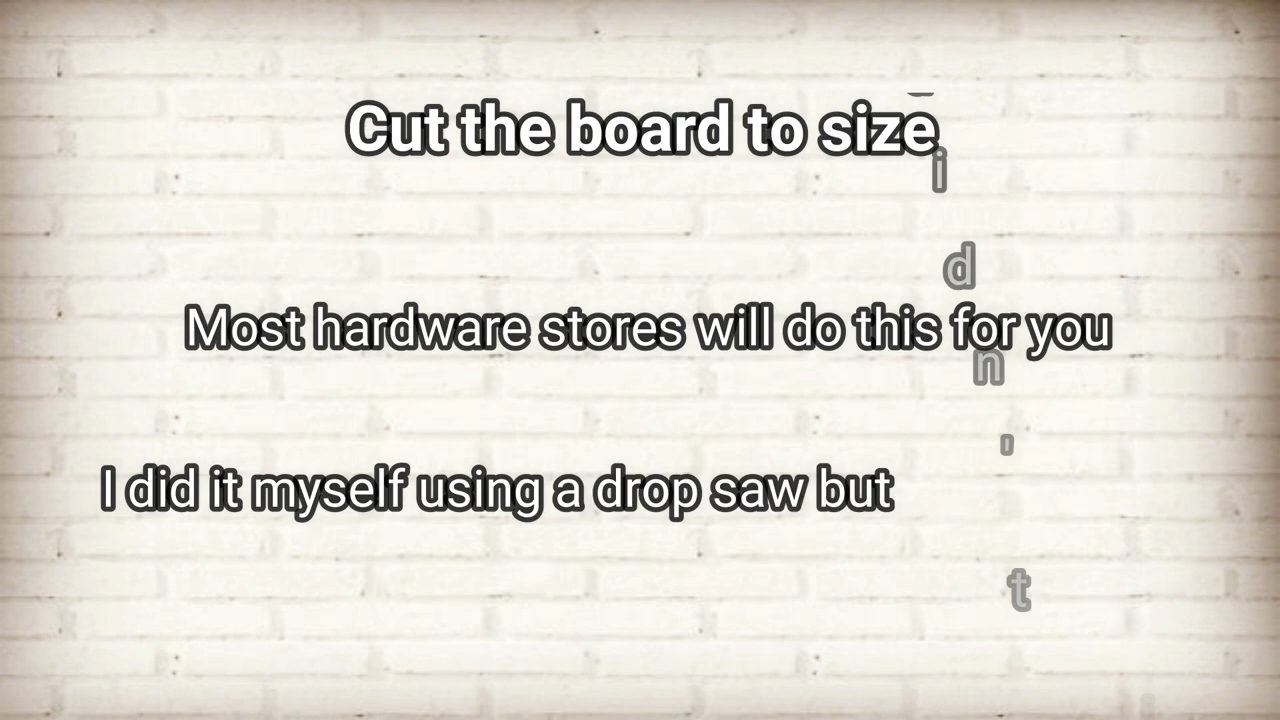 Cut the board to size
Most hardware stores will do this for you
I did it myself using a drop saw but